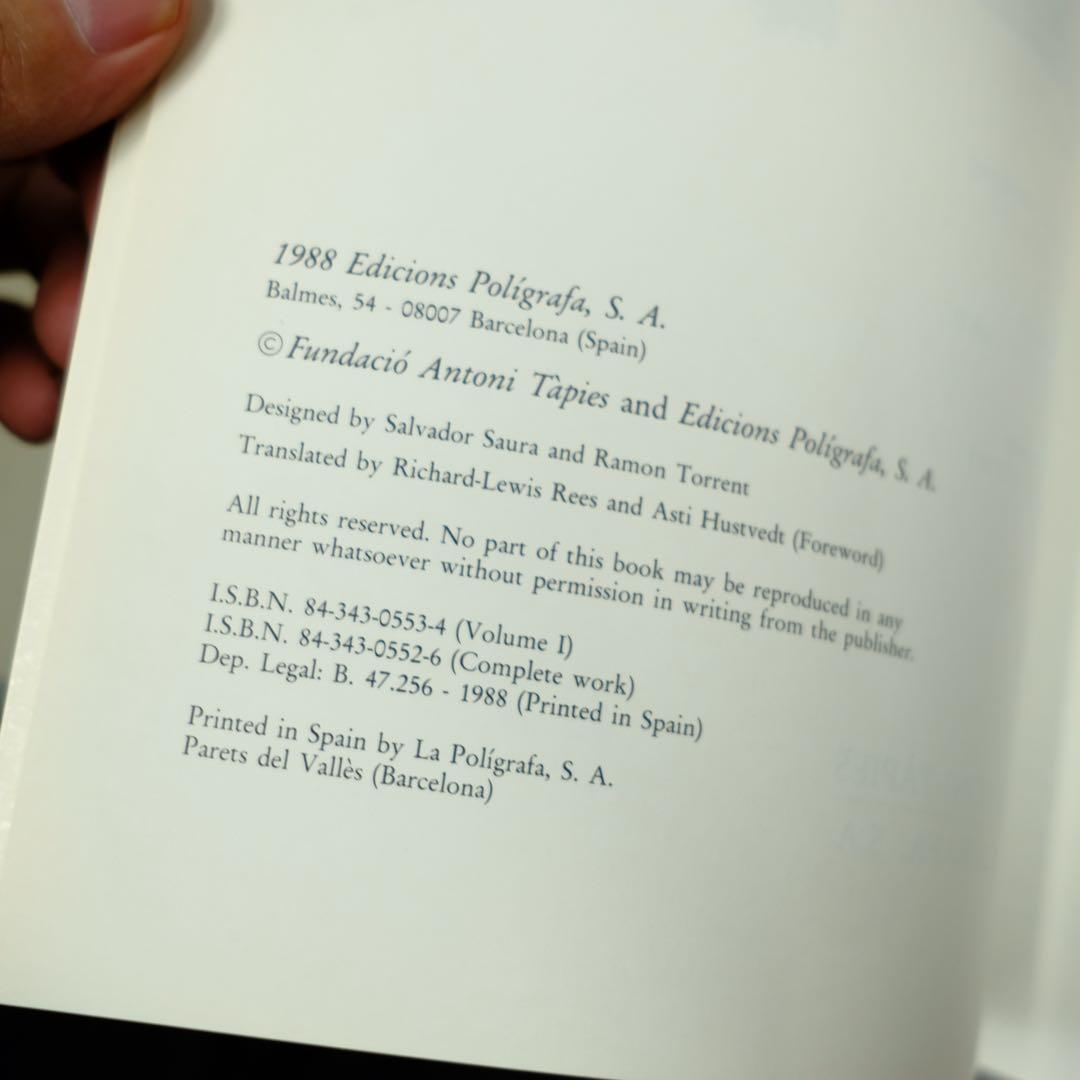 1988 Edicions Polígrafa, S. A.
Balmes, 54 - 08007 Barcelona (Spain)
© Fundació Antoni Tàpies and Edicions Polígrafa, S. A.
Designed by Salvador Saura and Ramon Torrent
Translated by Richard-Lewis Rees and Asti Hustvedt (Foreword)
All rights reserved. No part of this book may be reproduced in any
manner whatsoever without permission in writing from the publisher.
I.S.B.N. 84-343-0553-4 (Volume I)
I.S.B.N. 84-343-0552-6 (Complete work)
Dep. Legal: B. 47.256 - 1988 (Printed in Spain)
Printed in Spain by La Polígrafa, S. A.
Parets del Vallès (Barcelona)